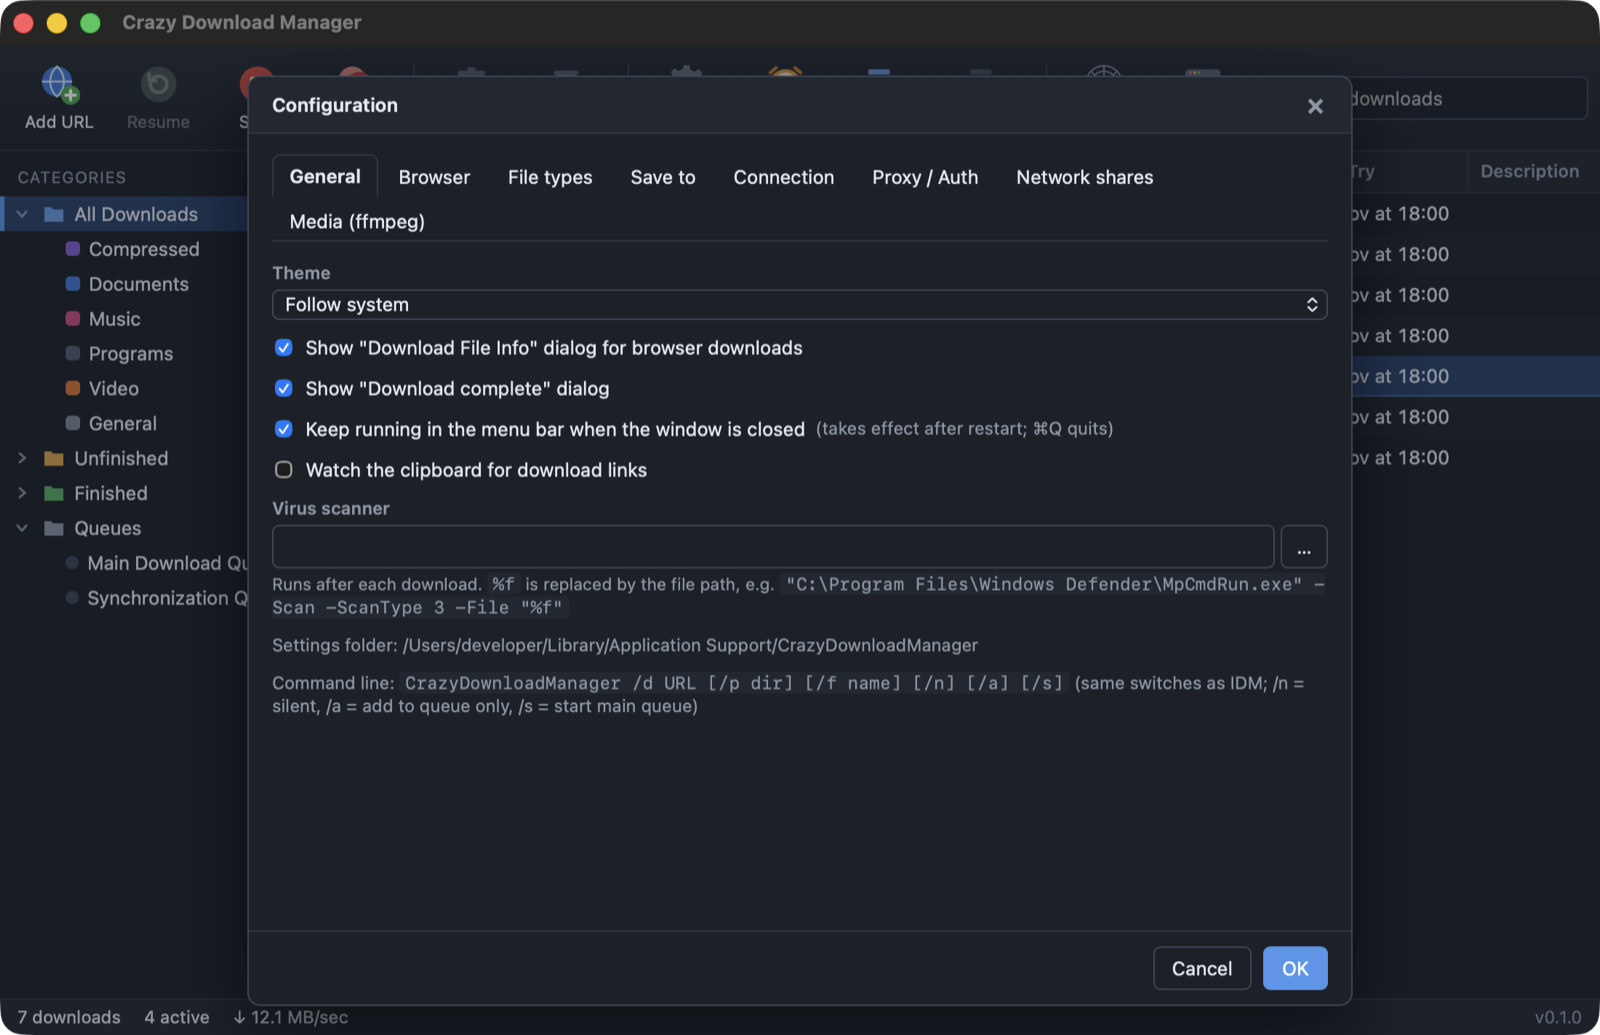 Crazy Download Manager
Add URL
Resume
downloads
CATEGORIES
All Downloads
Compressed
Documents
Music
Programs
Video
General
Unfinished
Finished
Queues
Main Download
Synchronization
Configuration
General
Browser
File types
Save to
Connection
Proxy / Auth
Network shares
Media (ffmpeg)
Theme
Follow system
Show "Download File Info" dialog for browser downloads
Show "Download complete" dialog
Keep running in the menu bar when the window is closed (takes effect after restart; ⌘Q quits)
Watch the clipboard for download links
Virus scanner
...
Runs after each download. %f is replaced by the file path, e.g. "C:\Program Files\Windows Defender\MpCmdRun.exe" -
Scan -ScanType 3 -File "%f"
Settings folder: /Users/developer/Library/Application Support/CrazyDownloadManager
Command line: CrazyDownloadManager /d URL [/p dir] [/f name] [/n] [/a] [/s] (same switches as IDM; /n =
silent, /a = add to queue only, /s = start main queue)
Cancel
OK
Try
Description
ov at 18:00
ov at 18:00
ov at 18:00
ov at 18:00
ov at 18:00
ov at 18:00
ov at 18:00
7 downloads
4 active
↓ 12.1 MB/sec
v0.1.0